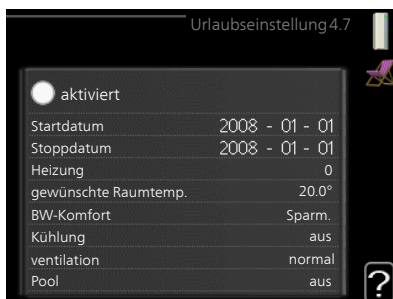 Urlaubseinstellung 4.7
aktiviert
Startdatum 2008 - 01 - 01
Stoppdatum 2008 - 01 - 01
Heizung 0
gewünschte Raumtemp. 20.0°
BW-Komfort Sparm.
Kühlung aus
ventilation normal
Pool aus
?